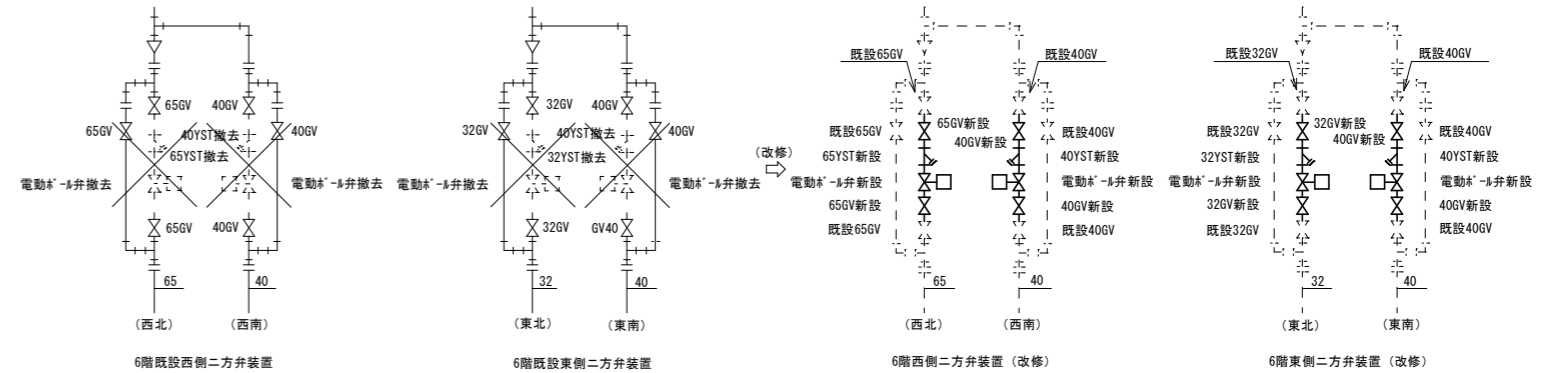 65GV
40GV
65GV
40YST撤去
40GV
65YST撤去
電動ﾎﾞｰﾙ弁撤去
電動ﾎﾞｰﾙ弁撤去
65GV
40GV
65
40
(西北)
(西南)
6階既設西側二方弁装置
32GV
40GV
32GV
40YST撤去
40GV
32YST撤去
電動ﾎﾞｰﾙ弁撤去
電動ﾎﾞｰﾙ弁撤去
32GV
GV40
32
40
(東北)
(東南)
6階既設東側二方弁装置
(改修)
既設65GV
既設40GV
65GV新設
40GV新設
既設65GV
既設40GV
65YST新設
40YST新設
電動ﾎﾞｰﾙ弁新設
電動ﾎﾞｰﾙ弁新設
65GV新設
40GV新設
既設65GV
既設40GV
65
40
(西北)
(西南)
6階西側二方弁装置(改修)
既設32GV
既設40GV
32GV新設
40GV新設
既設32GV
既設40GV
32YST新設
40YST新設
電動ﾎﾞｰﾙ弁新設
電動ﾎﾞｰﾙ弁新設
32GV新設
40GV新設
既設32GV
既設40GV
32
40
(東北)
(東南)
6階東側二方弁装置(改修)